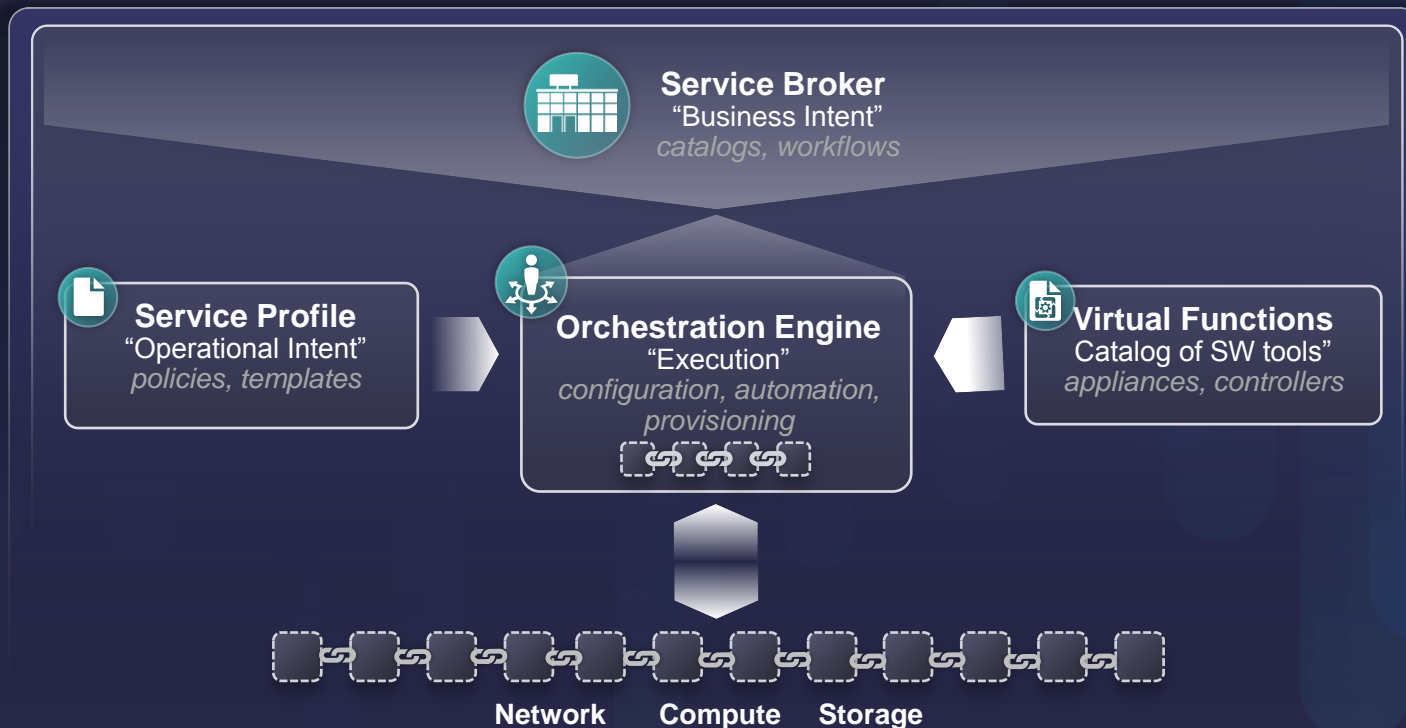 Service Broker
“Business Intent”
catalogs, workflows
Service Profile
“Operational Intent”
policies, templates
Orchestration Engine
“Execution”
configuration, automation,
provisioning
Virtual Functions
Catalog of SW tools”
appliances, controllers
Network Compute Storage